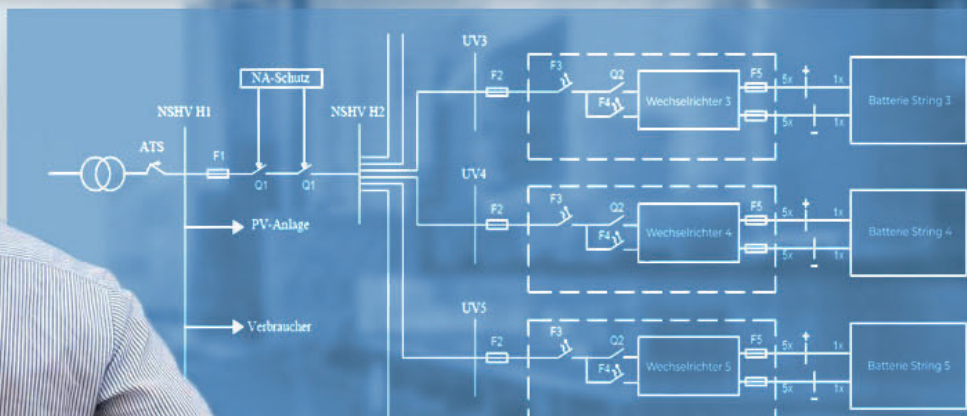 UV3
NA-Schutz
NSHV H1
NSHV H2
ATS
F1
Q1
Q1
PV-Anlage
Verbraucher
F2
F3
Q2
F4
Wechselrichter 3
F5
5x
+
1x
5x
-
1x
Batterie String 3
UV4
F2
F3
Q2
F4
Wechselrichter 4
F5
5x
+
1x
5x
-
1x
Batterie String 4
UV5
F2
F3
Q2
F4
Wechselrichter 5
F5
5x
+
1x
5x
-
1x
Batterie String 5